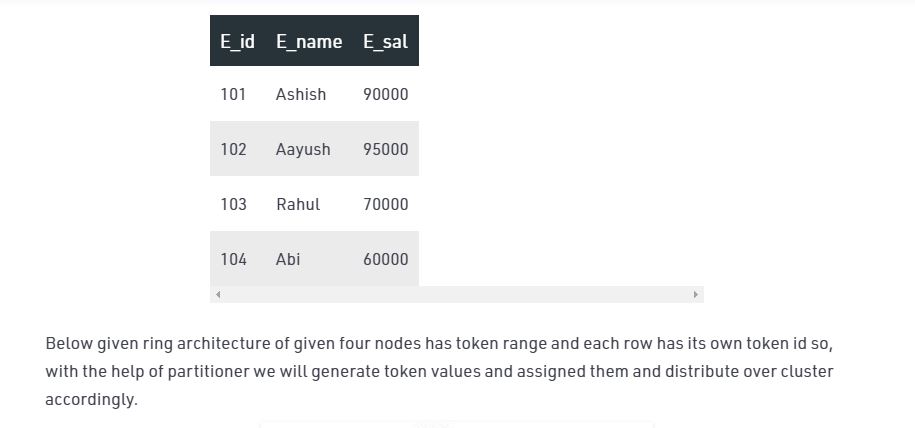 E_id E_name E_sal
101 Ashish 90000
102 Aayush 95000
103 Rahul 70000
104 Abi 60000
Below given ring architecture of given four nodes has token range and each row has its own token id so,
with the help of partitioner we will generate token values and assigned them and distribute over cluster
accordingly.